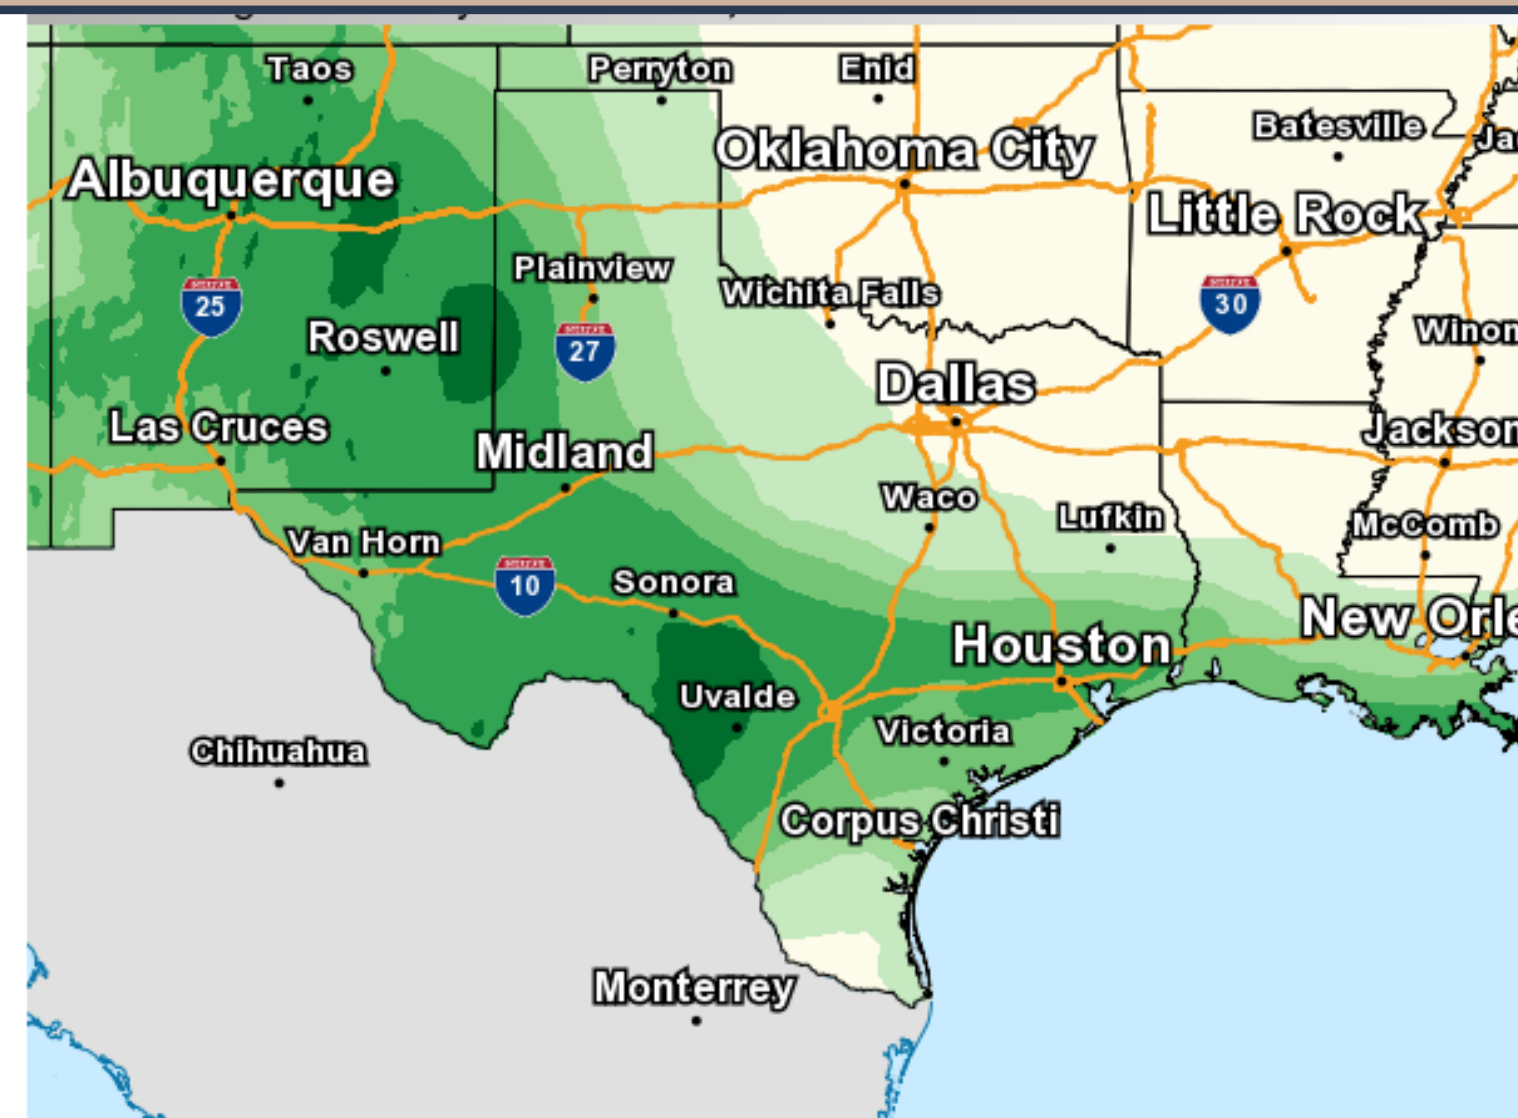 Taos
Perryton
Enid
Batesville
Oklahoma City
Albuquerque
Little Rock
Plainview
Wichita Falls
25
30
Roswell
27
Dallas
Las Cruces
Midland
Jackson
Waco
Lufkin
McComb
Van Horn
10
Sonora
Houston
Uvalde
Victoria
Chihuahua
Corpus Christi
Monterrey